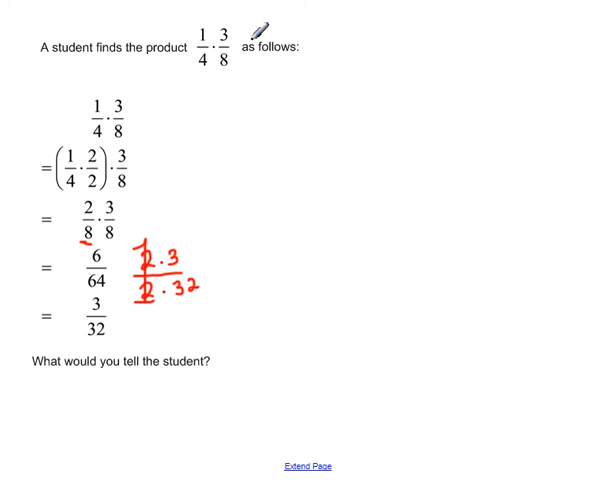 A student finds the product 1/4 · 3/8 as follows:
1/4 · 3/8
= (1/4 · 2/2) · 3/8
= 2/8 · 3/8
= 6/64 2 · 3 / 2 · 32
= 3/32
What would you tell the student?
Extend Page